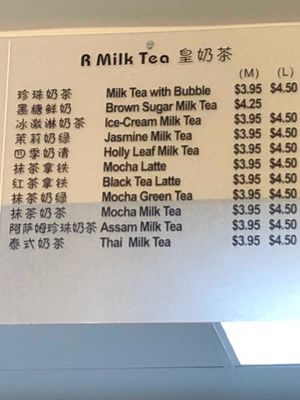 R Milk Tea 皇奶茶
(M) (L)
珍珠奶茶 Milk Tea with Bubble $3.95 $4.50
黑糖鲜奶 Brown Sugar Milk Tea $4.25
冰激淋奶茶 Ice-Cream Milk Tea $3.95 $4.50
茉莉奶绿 Jasmine Milk Tea $3.95 $4.50
四季奶清 Holly Leaf Milk Tea $3.95 $4.50
抹茶拿铁 Mocha Latte $3.95 $4.50
红茶拿铁 Black Tea Latte $3.95 $4.50
抹茶奶绿 Mocha Green Tea $3.95 $4.50
抹茶奶茶 Mocha Milk Tea $3.95 $4.50
阿萨姆珍珠奶茶 Assam Milk Tea $3.95 $4.50
泰式奶茶 Thai Milk Tea $3.95 $4.50